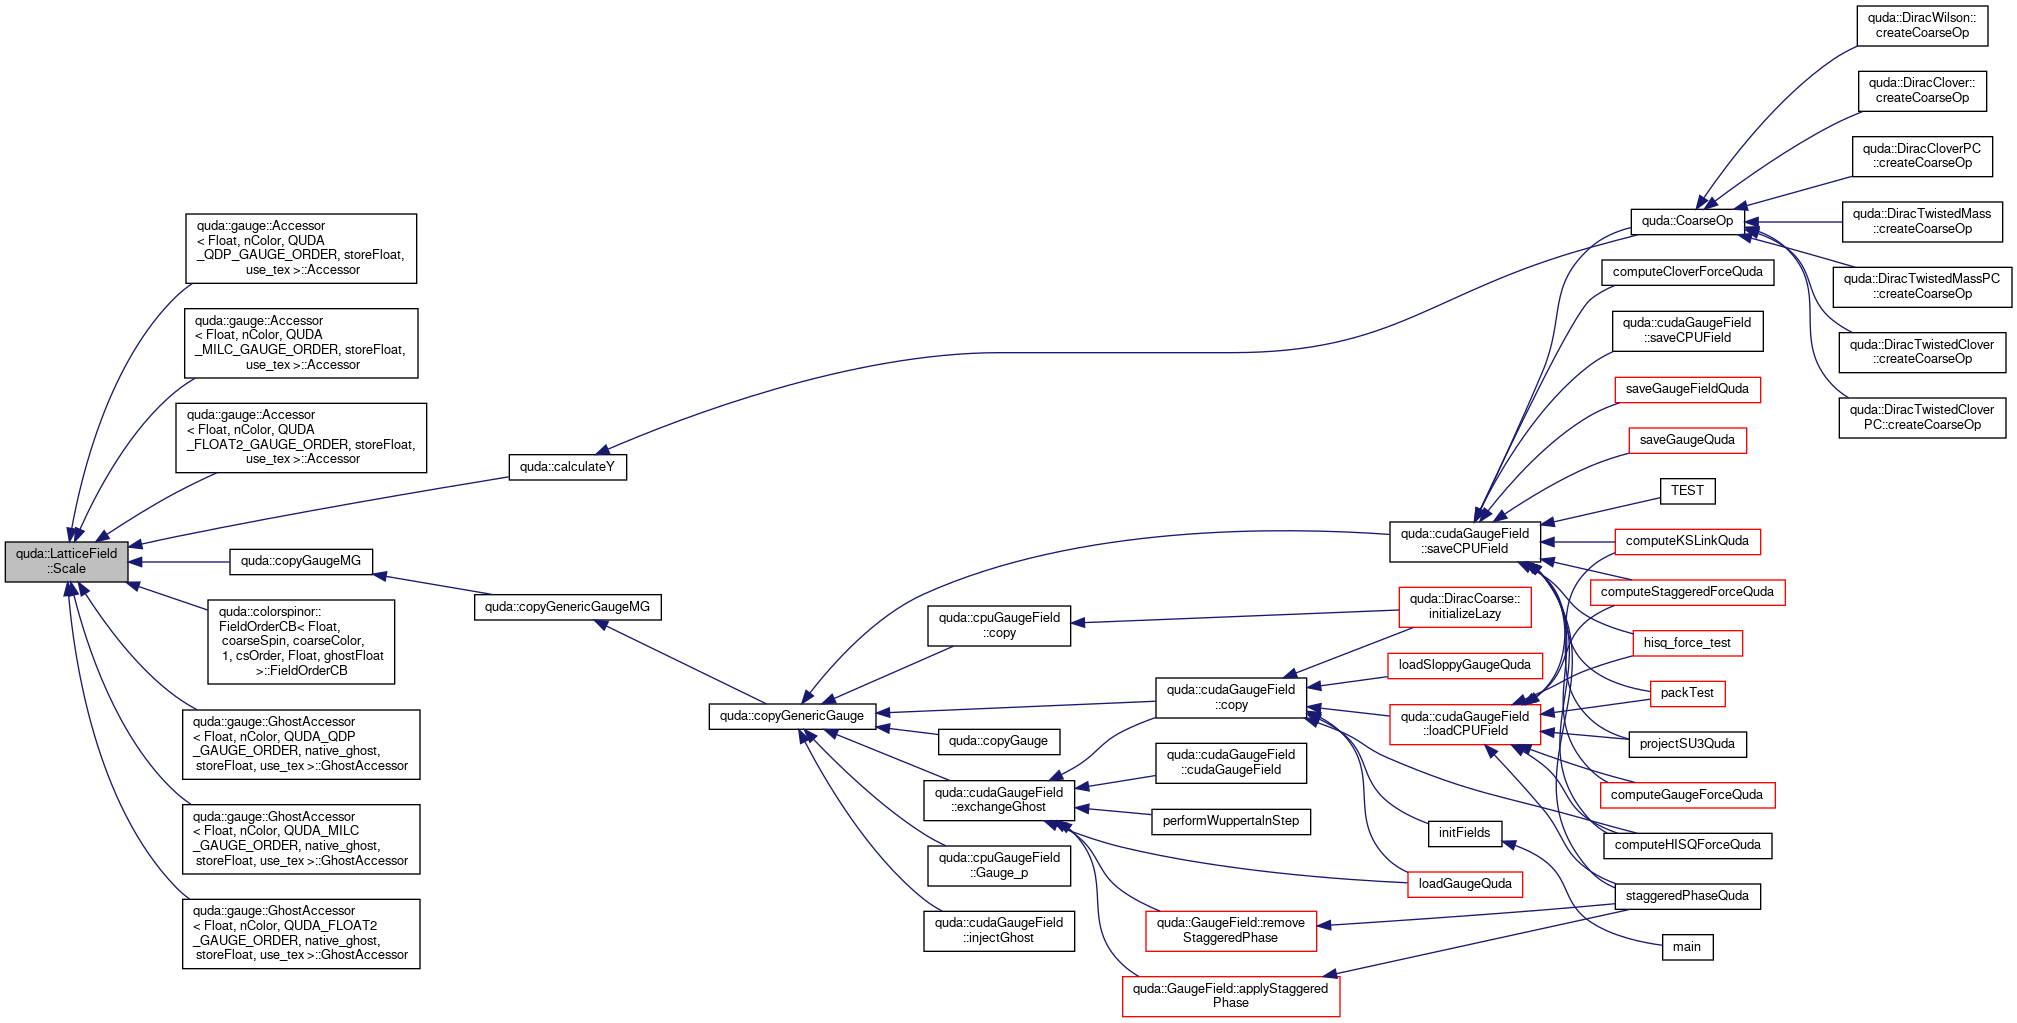 quda::LatticeField
::Scale
quda::gauge::Accessor
< Float, nColor, QUDA
_QDP_GAUGE_ORDER, storeFloat,
use_tex >::Accessor
quda::gauge::Accessor
< Float, nColor, QUDA
_MILC_GAUGE_ORDER, storeFloat,
use_tex >::Accessor
quda::gauge::Accessor
< Float, nColor, QUDA
_FLOAT2_GAUGE_ORDER, storeFloat,
use_tex >::Accessor
quda::calculateY
quda::copyGaugeMG
quda::colorspinor::
FieldOrderCB< Float,
coarseSpin, coarseColor,
1, csOrder, Float, ghostFloat
>::FieldOrderCB
quda::gauge::GhostAccessor
< Float, nColor, QUDA_QDP
_GAUGE_ORDER, native_ghost,
storeFloat, use_tex >::GhostAccessor
quda::gauge::GhostAccessor
< Float, nColor, QUDA_MILC
_GAUGE_ORDER, native_ghost,
storeFloat, use_tex >::GhostAccessor
quda::gauge::GhostAccessor
< Float, nColor, QUDA_FLOAT2
_GAUGE_ORDER, native_ghost,
storeFloat, use_tex >::GhostAccessor
quda::copyGenericGaugeMG
quda::copyGenericGauge
quda::cpuGaugeField
::copy
quda::copyGauge
quda::cudaGaugeField
::exchangeGhost
quda::cpuGaugeField
::Gauge_p
quda::cudaGaugeField
::injectGhost
quda::cudaGaugeField
::copy
quda::cudaGaugeField
::cudaGaugeField
performWuppertalnStep
quda::GaugeField::remove
StaggeredPhase
quda::GaugeField::applyStaggered
Phase
quda::cudaGaugeField
::saveCPUField
quda::DiracCoarse::
initializeLazy
loadSloppyGaugeQuda
quda::cudaGaugeField
::loadCPUField
initFields
loadGaugeQuda
quda::CoarseOp
computeCloverForceQuda
quda::cudaGaugeField
::saveCPUField
saveGaugeFieldQuda
saveGaugeQuda
TEST
computeKSLinkQuda
computeStaggeredForceQuda
hisq_force_test
packTest
projectSU3Quda
computeGaugeForceQuda
computeHISQForceQuda
staggeredPhaseQuda
main
quda::DiracWilson::
createCoarseOp
quda::DiracClover::
createCoarseOp
quda::DiracCloverPC
::createCoarseOp
quda::DiracTwistedMass
::createCoarseOp
quda::DiracTwistedMassPC
::createCoarseOp
quda::DiracTwistedClover
::createCoarseOp
quda::DiracTwistedClover
PC::createCoarseOp